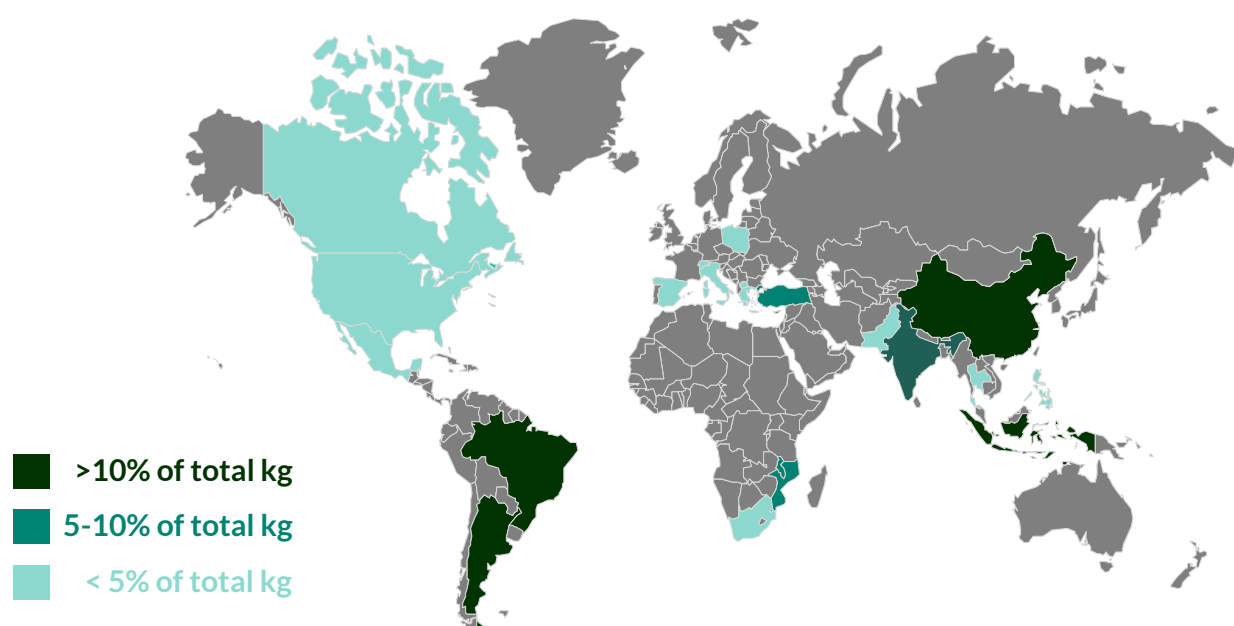 >10% of total kg
5-10% of total kg
< 5% of total kg